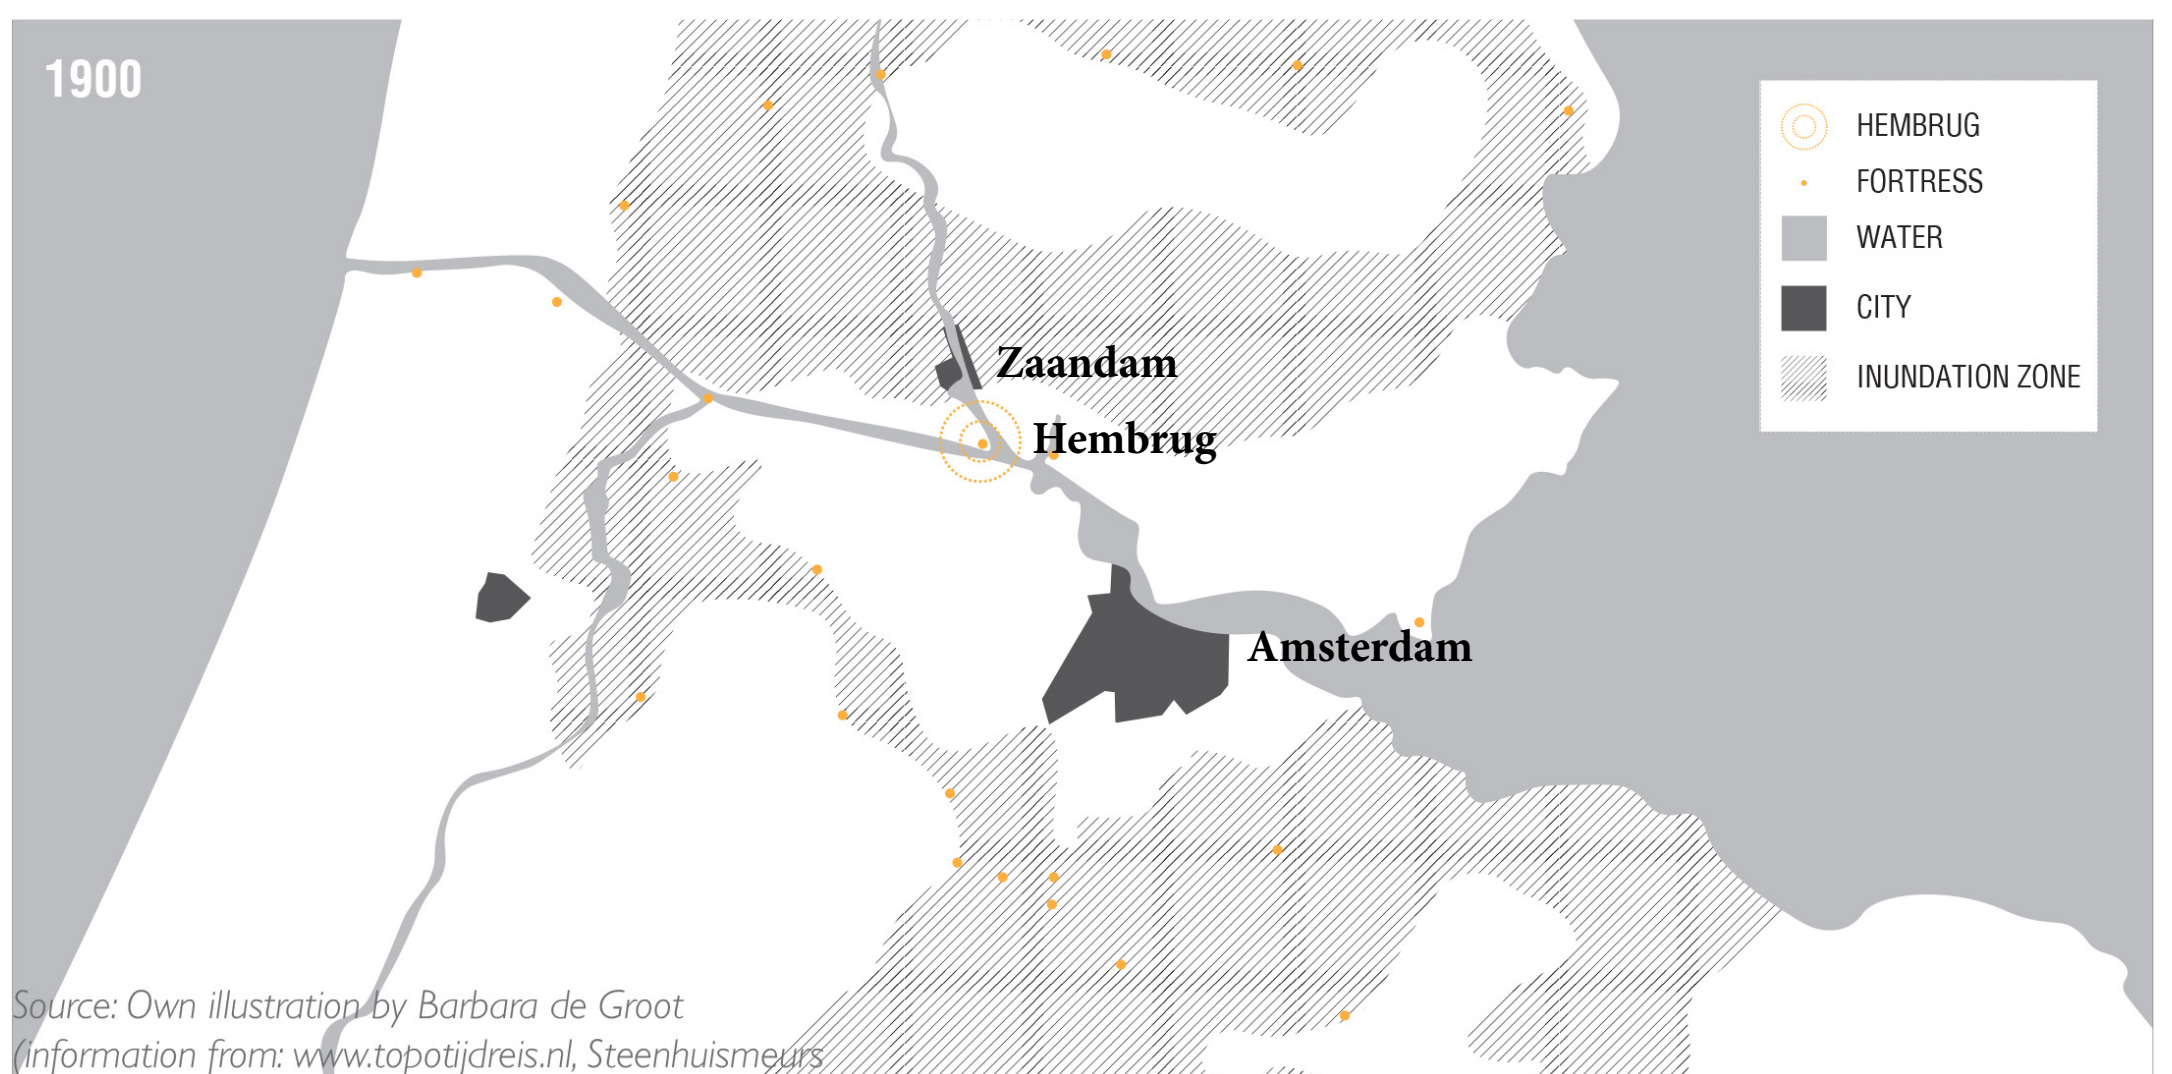 1900
HEMBRUG
FORTRESS
WATER
CITY
INUNDATION ZONE
Zaandam
Hembrug
Amsterdam
Source: Own illustration by Barbara de Groot
(information from: www.topotijdreis.nl, Steenhuismeurs